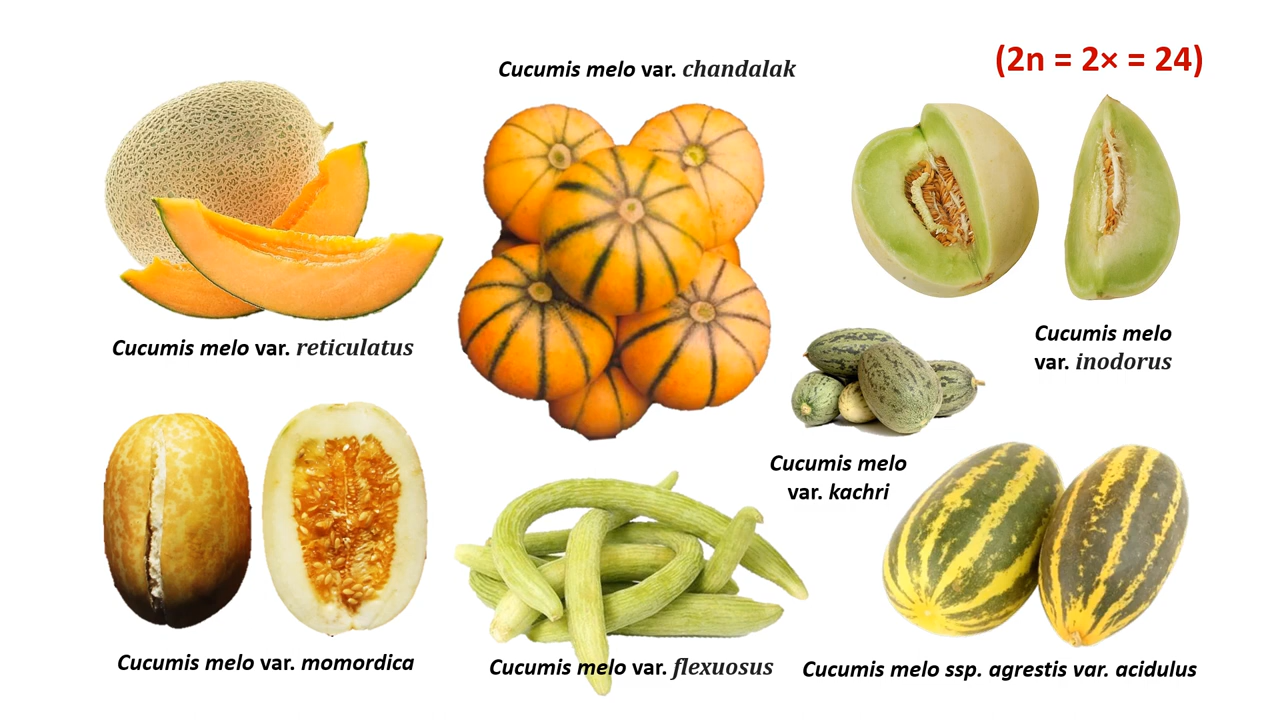 Cucumis melo var. chandalak
(2n = 2× = 24)
Cucumis melo var. reticulatus
Cucumis melo
var. inodorus
Cucumis melo
var. kachri
Cucumis melo var. momordica
Cucumis melo var. flexuosus
Cucumis melo ssp. agrestis var. acidulus